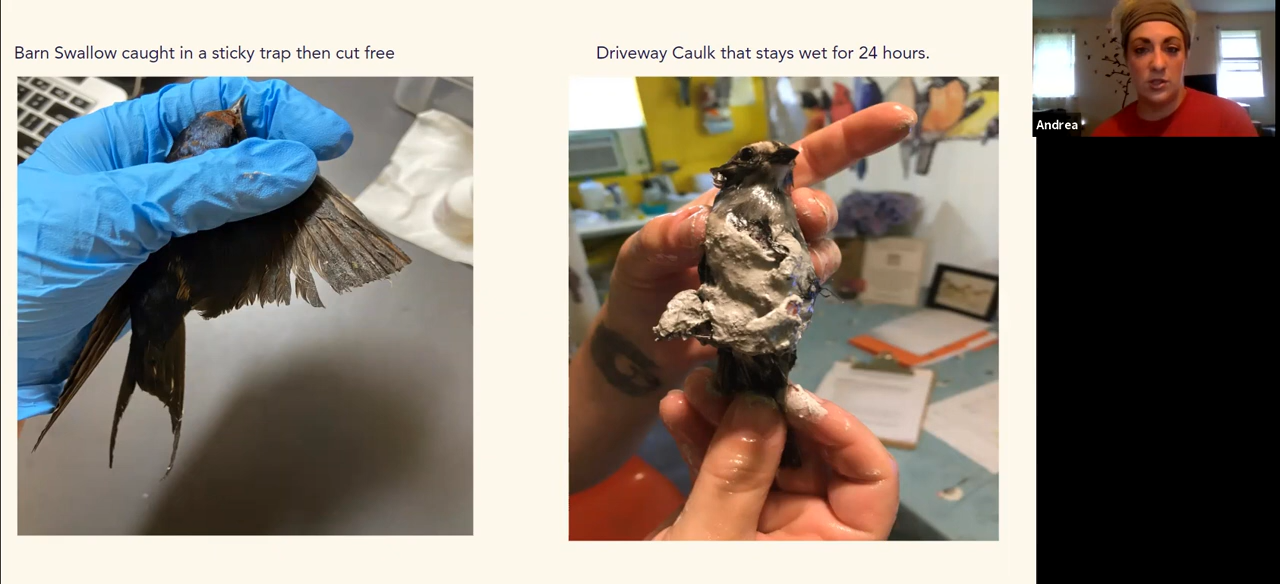 Barn Swallow caught in a sticky trap then cut free
Driveway Caulk that stays wet for 24 hours.
Andrea